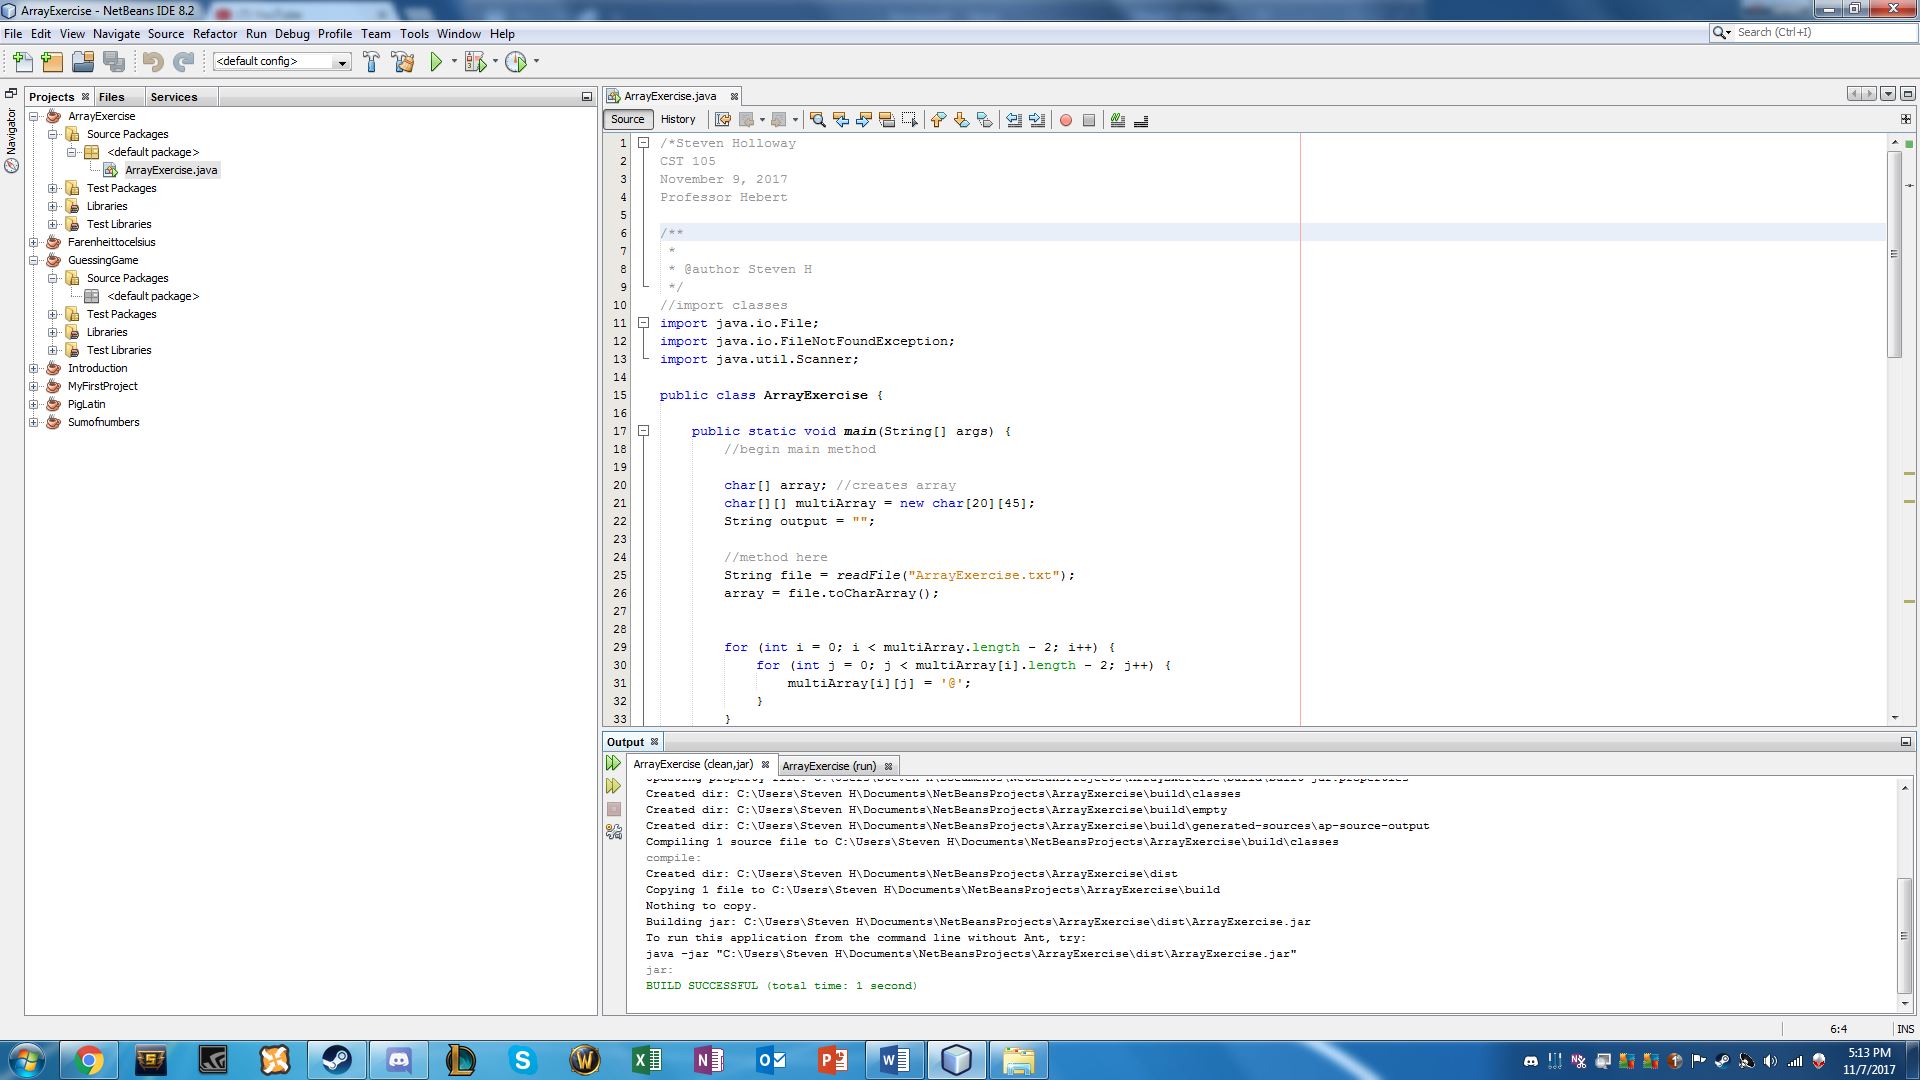 ArrayExercise - NetBeans IDE 8.2
File Edit View Navigate Source Refactor Run Debug Profile Team Tools Window Help
Search (Ctrl+I)
<default config>
Navigator
Projects Files Services
ArrayExercise
Source Packages
<default package>
ArrayExercise.java
Test Packages
Libraries
Test Libraries
Farenheittocelsius
GuessingGame
Source Packages
<default package>
Test Packages
Libraries
Test Libraries
Introduction
MyFirstProject
PigLatin
Sumofnumbers
ArrayExercise.java
Source History
1 /*Steven Holloway
2 CST 105
3 November 9, 2017
4 Professor Hebert
5
6 /**
7 *
8 * @author Steven H
9 */
10 //import classes
11 import java.io.File;
12 import java.io.FileNotFoundException;
13 import java.util.Scanner;
14
15 public class ArrayExercise {
16
17 public static void main(String[] args) {
18 //begin main method
19
20 char[] array; //creates array
21 char[][] multiArray = new char[20][45];
22 String output = "";
23
24 //method here
25 String file = readFile("ArrayExercise.txt");
26 array = file.toCharArray();
27
28
29 for (int i = 0; i < multiArray.length - 2; i++) {
30 for (int j = 0; j < multiArray[i].length - 2; j++) {
31 multiArray[i][j] = '@';
32 }
33 }
Output
ArrayExercise (clean,jar) ArrayExercise (run)
Updating property file: C:\Users\Steven H\Documents\NetBeansProjects\ArrayExercise\build\built-jar.properties
Created dir: C:\Users\Steven H\Documents\NetBeansProjects\ArrayExercise\build\classes
Created dir: C:\Users\Steven H\Documents\NetBeansProjects\ArrayExercise\build\empty
Created dir: C:\Users\Steven H\Documents\NetBeansProjects\ArrayExercise\build\generated-sources\ap-source-output
Compiling 1 source file to C:\Users\Steven H\Documents\NetBeansProjects\ArrayExercise\build\classes
compile:
Created dir: C:\Users\Steven H\Documents\NetBeansProjects\ArrayExercise\dist
Copying 1 file to C:\Users\Steven H\Documents\NetBeansProjects\ArrayExercise\build
Nothing to copy.
Building jar: C:\Users\Steven H\Documents\NetBeansProjects\ArrayExercise\dist\ArrayExercise.jar
To run this application from the command line without Ant, try:
java -jar "C:\Users\Steven H\Documents\NetBeansProjects\ArrayExercise\dist\ArrayExercise.jar"
jar:
BUILD SUCCESSFUL (total time: 1 second)
6:4 INS
5:13 PM
11/7/2017